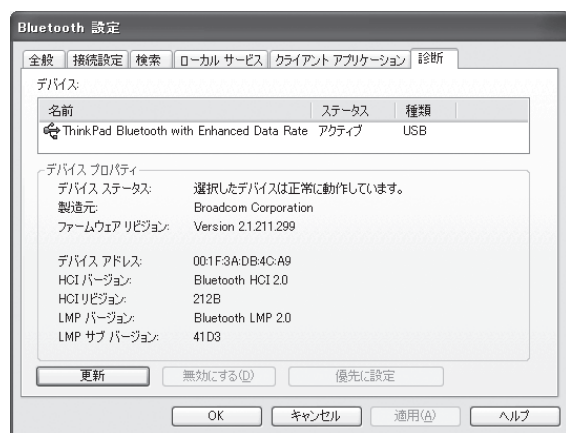 Bluetooth 設定
全般 接続設定 検索 ローカル サービス クライアント アプリケーション 診断
デバイス:
名前 ステータス 種類
ThinkPad Bluetooth with Enhanced Data Rate アクティブ USB
デバイス プロパティ
デバイス ステータス: 選択したデバイスは正常に動作しています。
製造元: Broadcom Corporation
ファームウェア リビジョン: Version 2.1.211.299
デバイス アドレス: 00:1F:3A:DB:4C:A9
HCI バージョン: Bluetooth HCI 2.0
HCI リビジョン: 212B
LMP バージョン: Bluetooth LMP 2.0
LMP サブ バージョン: 41D3
更新 無効にする(D) 優先に設定
OK キャンセル 適用(A) ヘルプ